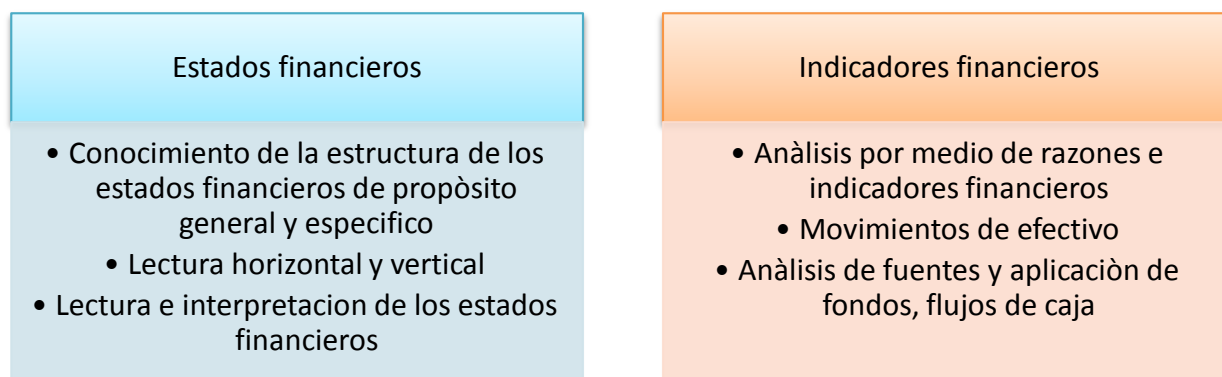 Estados financieros
• Conocimiento de la estructura de los
estados financieros de propòsito
general y especifico
• Lectura horizontal y vertical
• Lectura e interpretacion de los estados
financieros
Indicadores financieros
• Anàlisis por medio de razones e
indicadores financieros
• Movimientos de efectivo
• Anàlisis de fuentes y aplicaciòn de
fondos, flujos de caja